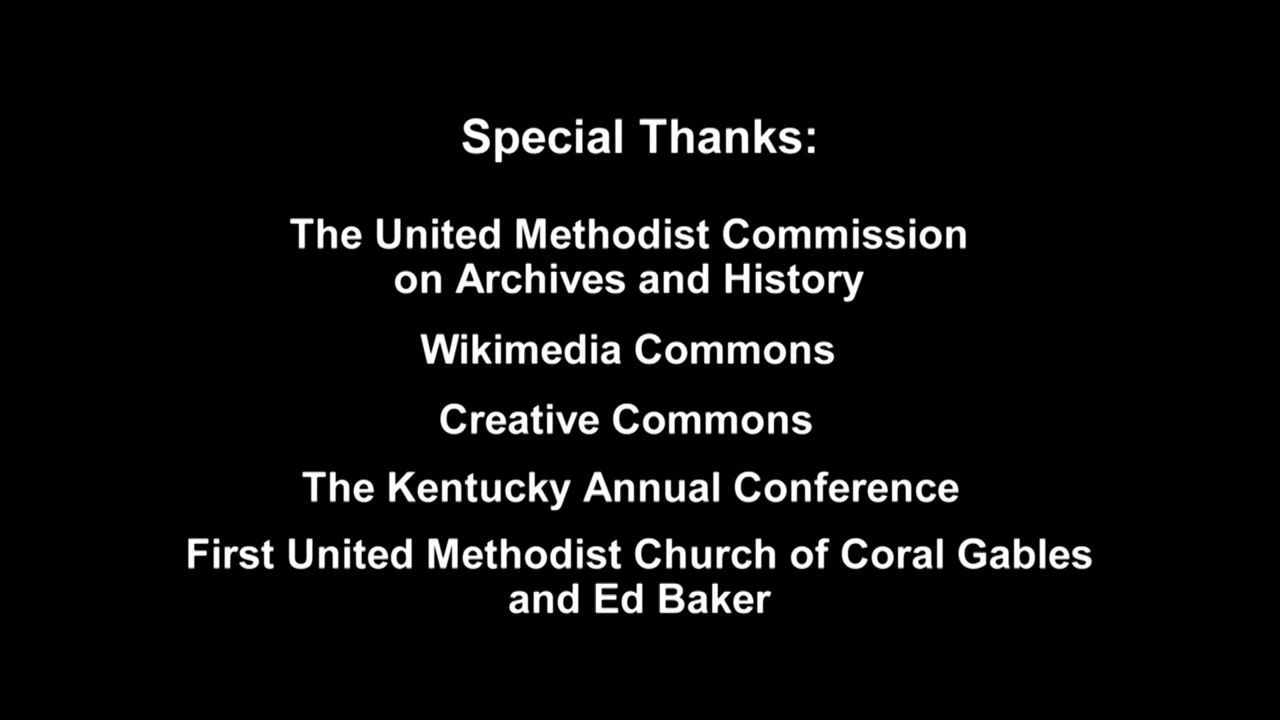 Special Thanks:
The United Methodist Commission
on Archives and History
Wikimedia Commons
Creative Commons
The Kentucky Annual Conference
First United Methodist Church of Coral Gables
and Ed Baker